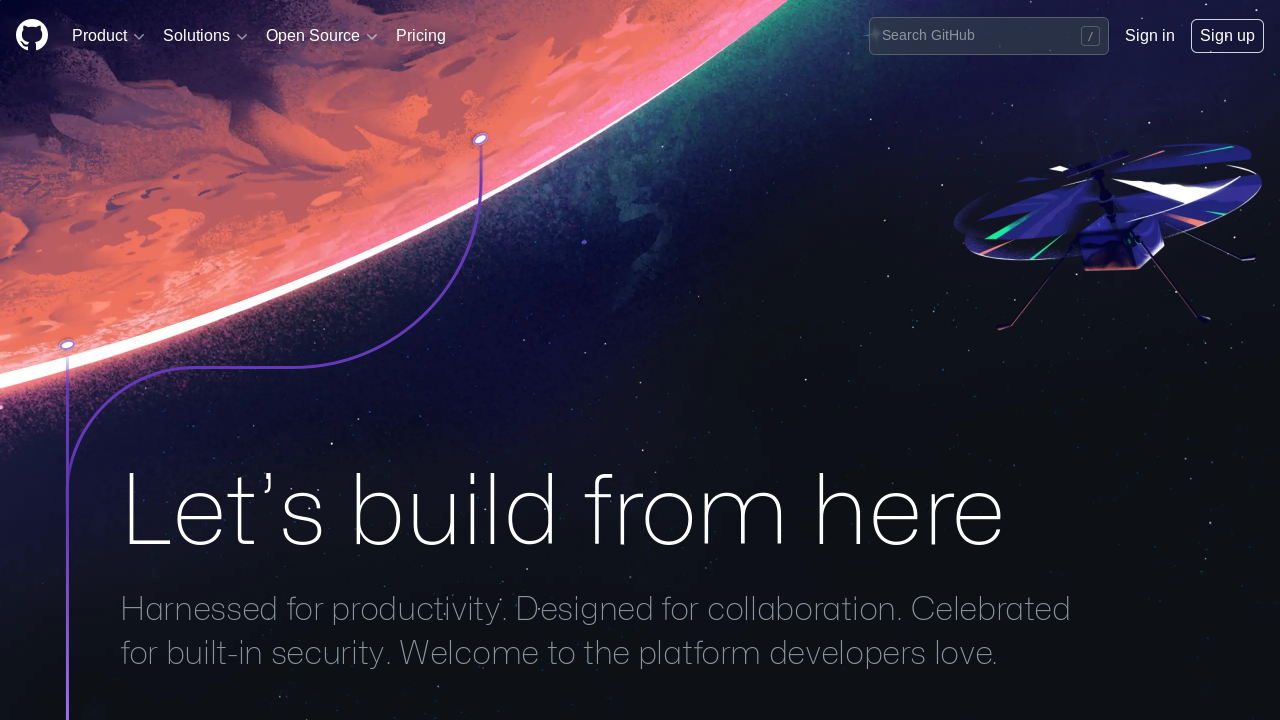 Product Solutions Open Source Pricing Search GitHub / Sign in Sign up
Let’s build from here
Harnessed for productivity. Designed for collaboration. Celebrated
for built-in security. Welcome to the platform developers love.